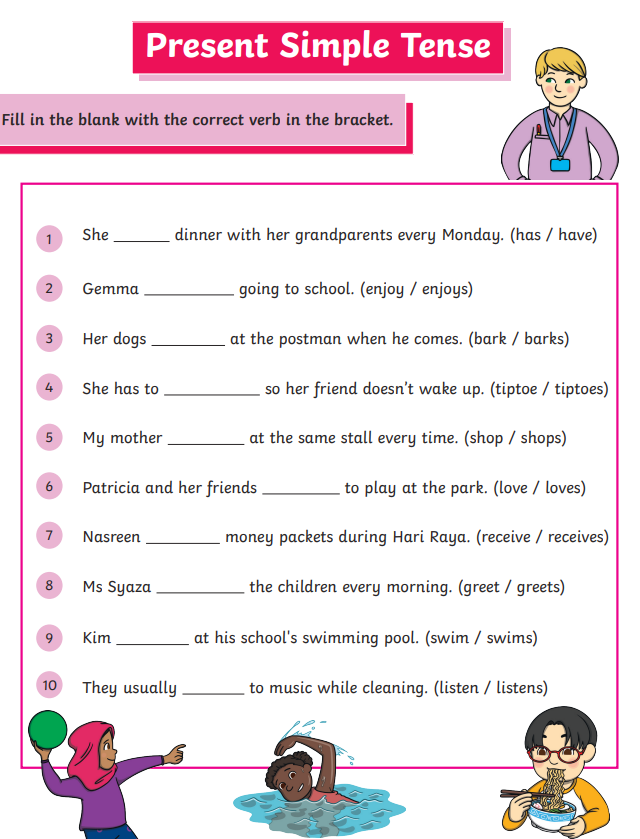 Present Simple Tense
Fill in the blank with the correct verb in the bracket.
1 She ______ dinner with her grandparents every Monday. (has / have)
2 Gemma __________ going to school. (enjoy / enjoys)
3 Her dogs ________ at the postman when he comes. (bark / barks)
4 She has to ___________ so her friend doesn't wake up. (tiptoe / tiptoes)
5 My mother ________ at the same stall every time. (shop / shops)
6 Patricia and her friends ________ to play at the park. (love / loves)
7 Nasreen ________ money packets during Hari Raya. (receive / receives)
8 Ms Syaza __________ the children every morning. (greet / greets)
9 Kim ________ at his school's swimming pool. (swim / swims)
10 They usually _______ to music while cleaning. (listen / listens)